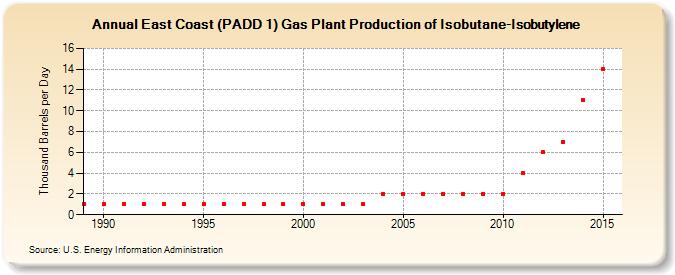 Annual East Coast (PADD 1) Gas Plant Production of Isobutane-Isobutylene
Thousand Barrels per Day
16
14
12
10
8
6
4
2
0
1990 1995 2000 2005 2010 2015
Source: U.S. Energy Information Administration